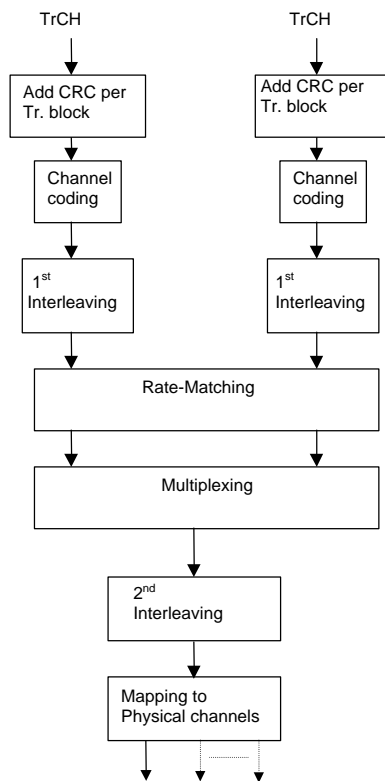 TrCH
TrCH
Add CRC per
Tr. block
Add CRC per
Tr. block
Channel
coding
Channel
coding
1st
Interleaving
1st
Interleaving
Rate-Matching
Multiplexing
2nd
Interleaving
Mapping to
Physical channels